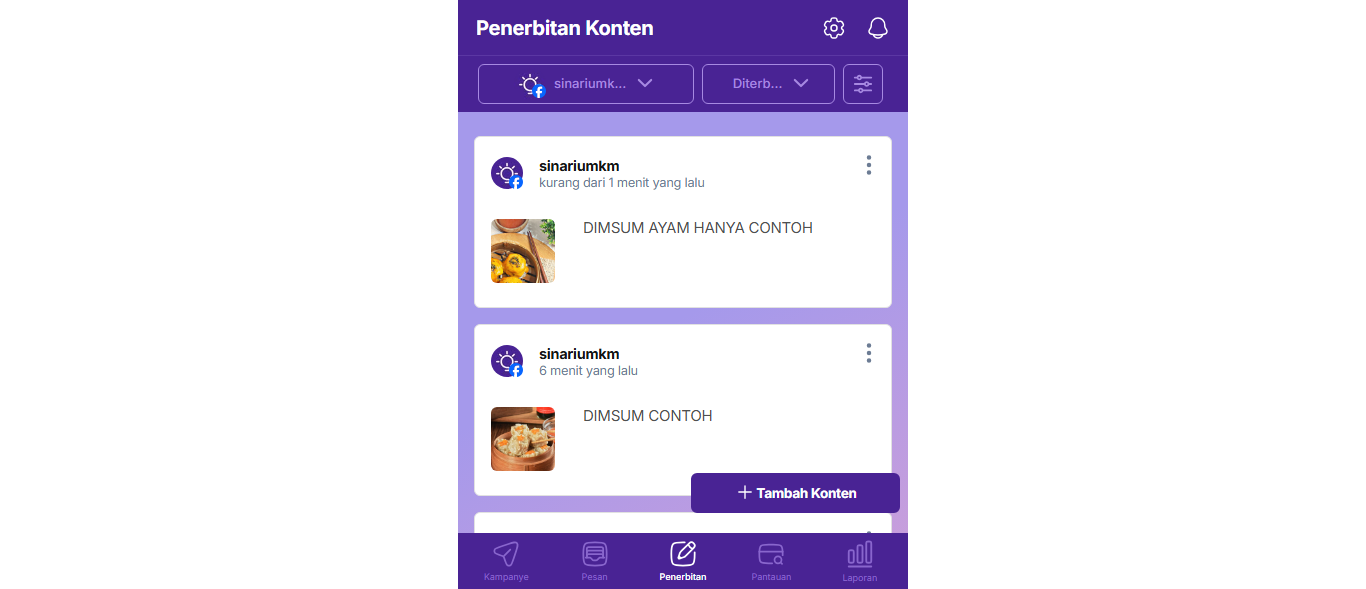 Penerbitan Konten
sinariumk...
Diterb...
sinariumkm
kurang dari 1 menit yang lalu
DIMSUM AYAM HANYA CONTOH
sinariumkm
6 menit yang lalu
DIMSUM CONTOH
+ Tambah Konten
Kampanye
Pesan
Penerbitan
Pantauan
Laporan